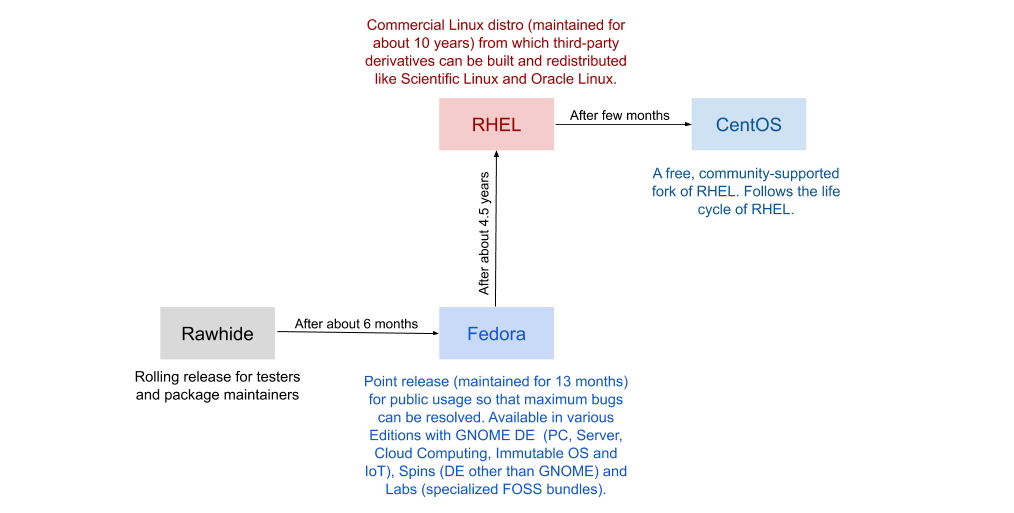 Commercial Linux distro (maintained for
about 10 years) from which third-party
derivatives can be built and redistributed
like Scientific Linux and Oracle Linux.
RHEL
After few months
CentOS
A free, community-supported
fork of RHEL. Follows the life
cycle of RHEL.
After about 4.5 years
Rawhide
After about 6 months
Fedora
Rolling release for testers
and package maintainers
Point release (maintained for 13 months)
for public usage so that maximum bugs
can be resolved. Available in various
Editions with GNOME DE (PC, Server,
Cloud Computing, Immutable OS and
IoT), Spins (DE other than GNOME) and
Labs (specialized FOSS bundles).